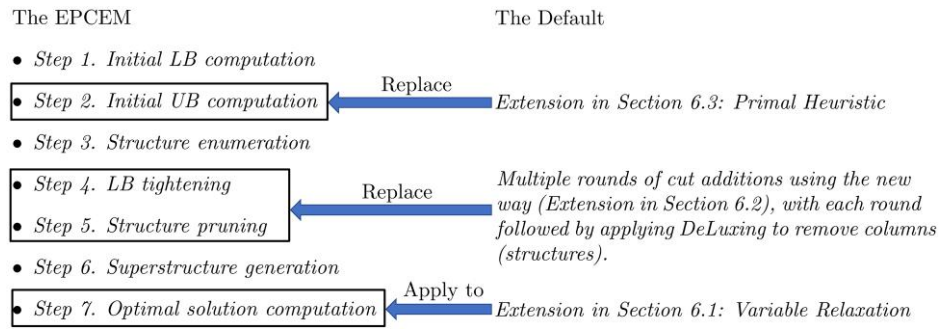 The EPCEM
The Default
• Step 1. Initial LB computation
• Step 2. Initial UB computation
Replace
Extension in Section 6.3: Primal Heuristic
• Step 3. Structure enumeration
• Step 4. LB tightening
• Step 5. Structure pruning
Replace
Multiple rounds of cut additions using the new
way (Extension in Section 6.2), with each round
followed by applying DeLuxing to remove columns
(structures).
• Step 6. Superstructure generation
• Step 7. Optimal solution computation
Apply to
Extension in Section 6.1: Variable Relaxation